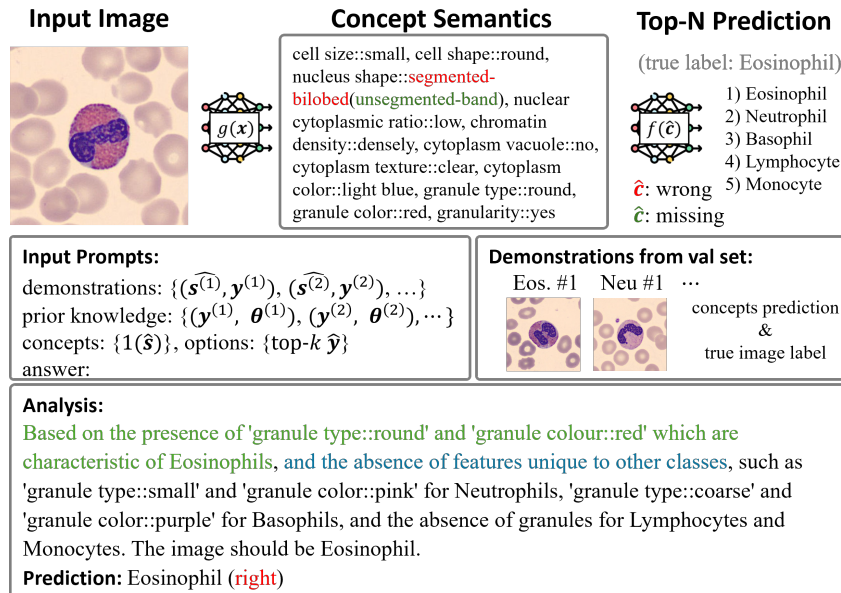 Input Image
Concept Semantics
Top-N Prediction
cell size::small, cell shape::round,
nucleus shape::segmented-
bilobed(unsegmented-band), nuclear
cytoplasmic ratio::low, chromatin
density::densely, cytoplasm vacuole::no,
cytoplasm texture::clear, cytoplasm
color::light blue, granule type::round,
granule color::red, granularity::yes
g(x)
(true label: Eosinophil)
f(ĉ)
1) Eosinophil
2) Neutrophil
3) Basophil
4) Lymphocyte
5) Monocyte
ĉ: wrong
ĉ: missing
Input Prompts:
demonstrations: {(s^(1)^, y^(1)), (s^(2)^, y^(2)), …}
prior knowledge: {(y^(1), θ^(1)), (y^(2), θ^(2)),⋯}
concepts: {1(ŝ)}, options: {top-k ŷ}
answer:
Demonstrations from val set:
Eos. #1 Neu #1 ⋯
concepts prediction
&
true image label
Analysis:
Based on the presence of 'granule type::round' and 'granule colour::red' which are
characteristic of Eosinophils, and the absence of features unique to other classes, such as
'granule type::small' and 'granule color::pink' for Neutrophils, 'granule type::coarse' and
'granule color::purple' for Basophils, and the absence of granules for Lymphocytes and
Monocytes. The image should be Eosinophil.
Prediction: Eosinophil (right)